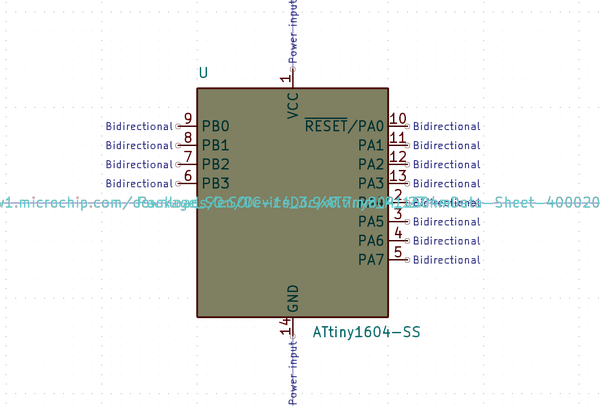 Power input
U
1
VCC
Bidirectional 9 PB0 RESET/PA0 10 Bidirectional
Bidirectional 8 PB1 PA1 11 Bidirectional
Bidirectional 7 PB2 PA2 12 Bidirectional
Bidirectional 6 PB3 PA3 13 Bidirectional
2
PA5 3 Bidirectional
PA6 4 Bidirectional
PA7 5 Bidirectional
GND
14
ATtiny1604-SS
Power input